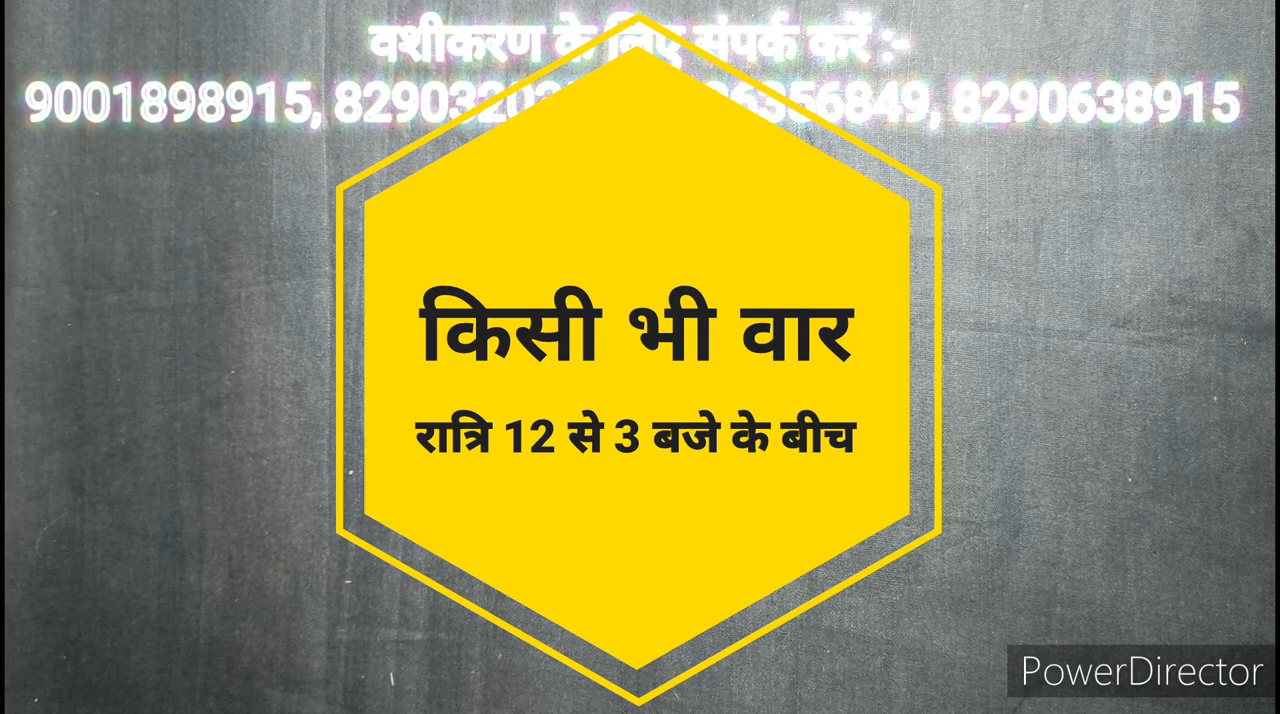 वशीकरण के लिए संपर्क करें :-
9001898915, 8290638915
किसी भी वार
रात्रि 12 से 3 बजे के बीच
PowerDirector